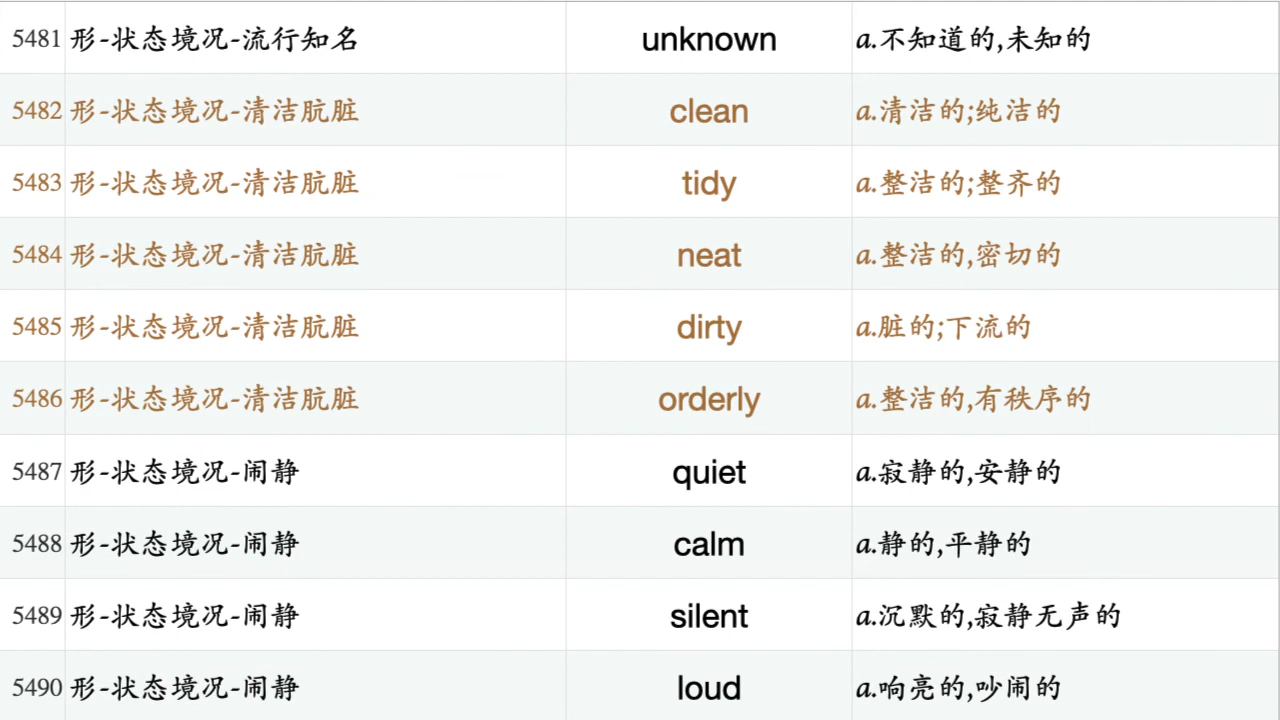 5481 形-状态境况-流行知名 unknown a.不知道的,未知的
5482 形-状态境况-清洁肮脏 clean a.清洁的;纯洁的
5483 形-状态境况-清洁肮脏 tidy a.整洁的;整齐的
5484 形-状态境况-清洁肮脏 neat a.整洁的,密切的
5485 形-状态境况-清洁肮脏 dirty a.脏的;下流的
5486 形-状态境况-清洁肮脏 orderly a.整洁的,有秩序的
5487 形-状态境况-闹静 quiet a.寂静的,安静的
5488 形-状态境况-闹静 calm a.静的,平静的
5489 形-状态境况-闹静 silent a.沉默的,寂静无声的
5490 形-状态境况-闹静 loud a.响亮的,吵闹的